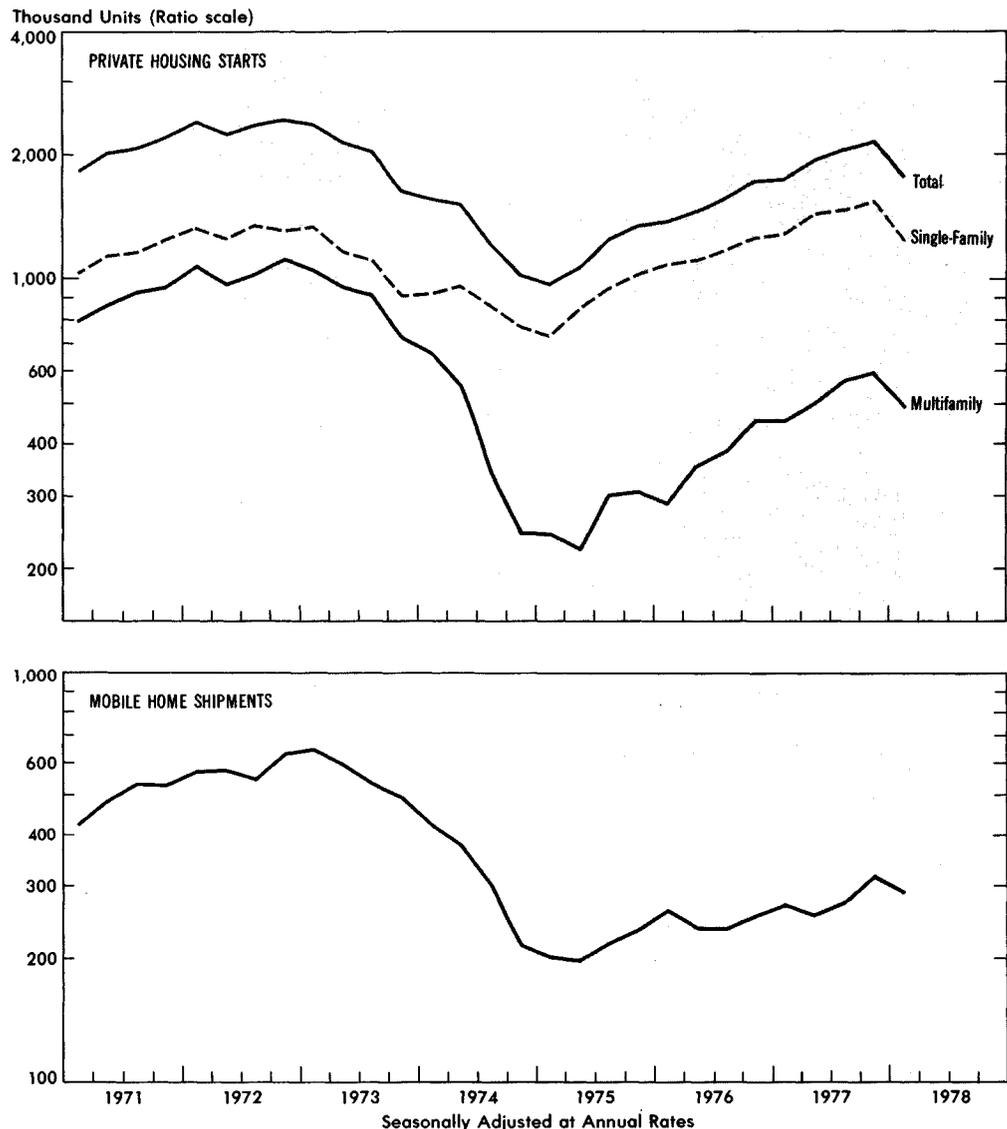 Thousand Units (Ratio scale)
4,000
PRIVATE HOUSING STARTS
2,000
Total
Single-Family
1,000
600
Multifamily
400
300
200
1,000
MOBILE HOME SHIPMENTS
600
400
300
200
100
1971 1972 1973 1974 1975 1976 1977 1978
Seasonally Adjusted at Annual Rates